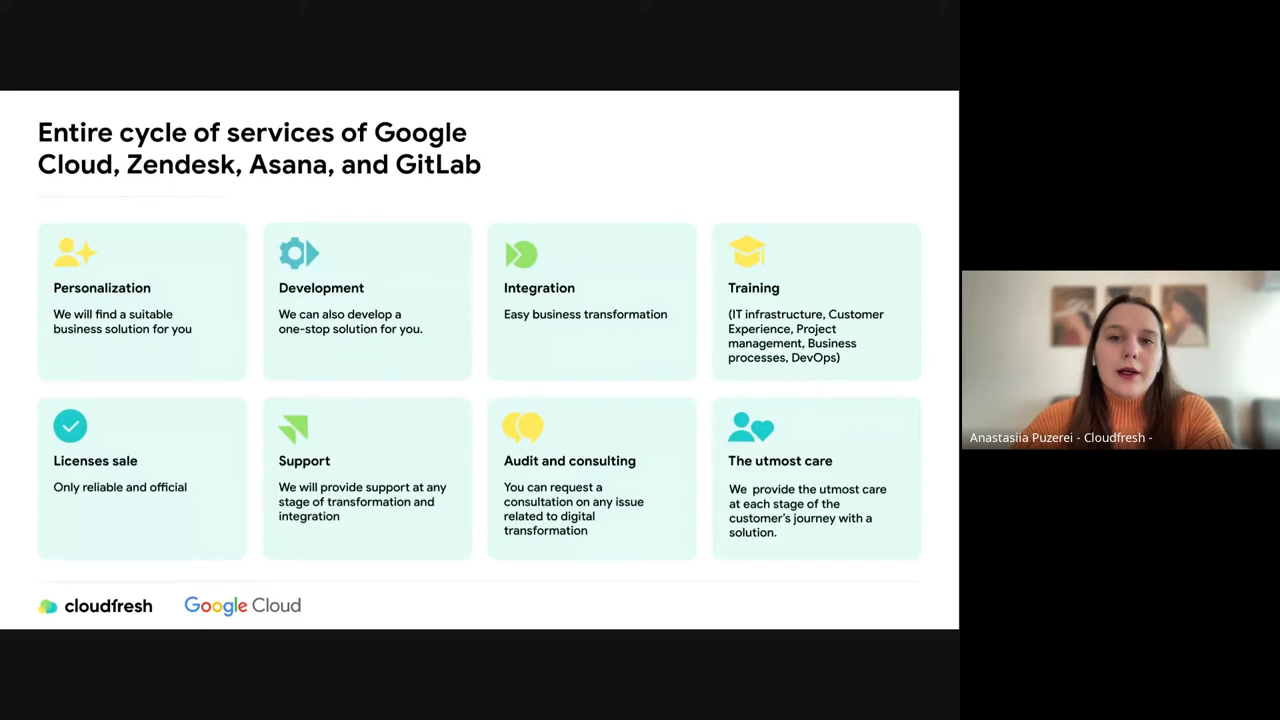 Entire cycle of services of Google
Cloud, Zendesk, Asana, and GitLab
Personalization
We will find a suitable
business solution for you
Development
We can also develop a
one-stop solution for you.
Integration
Easy business transformation
Training
(IT infrastructure, Customer
Experience, Project
management, Business
processes, DevOps)
Licenses sale
Only reliable and official
Support
We will provide support at any
stage of transformation and
integration
Audit and consulting
You can request a
consultation on any issue
related to digital
transformation
The utmost care
We provide the utmost care
at each stage of the
customer's journey with a
solution.
cloudfresh
Google Cloud
Anastasiia Puzerei - Cloudfresh -